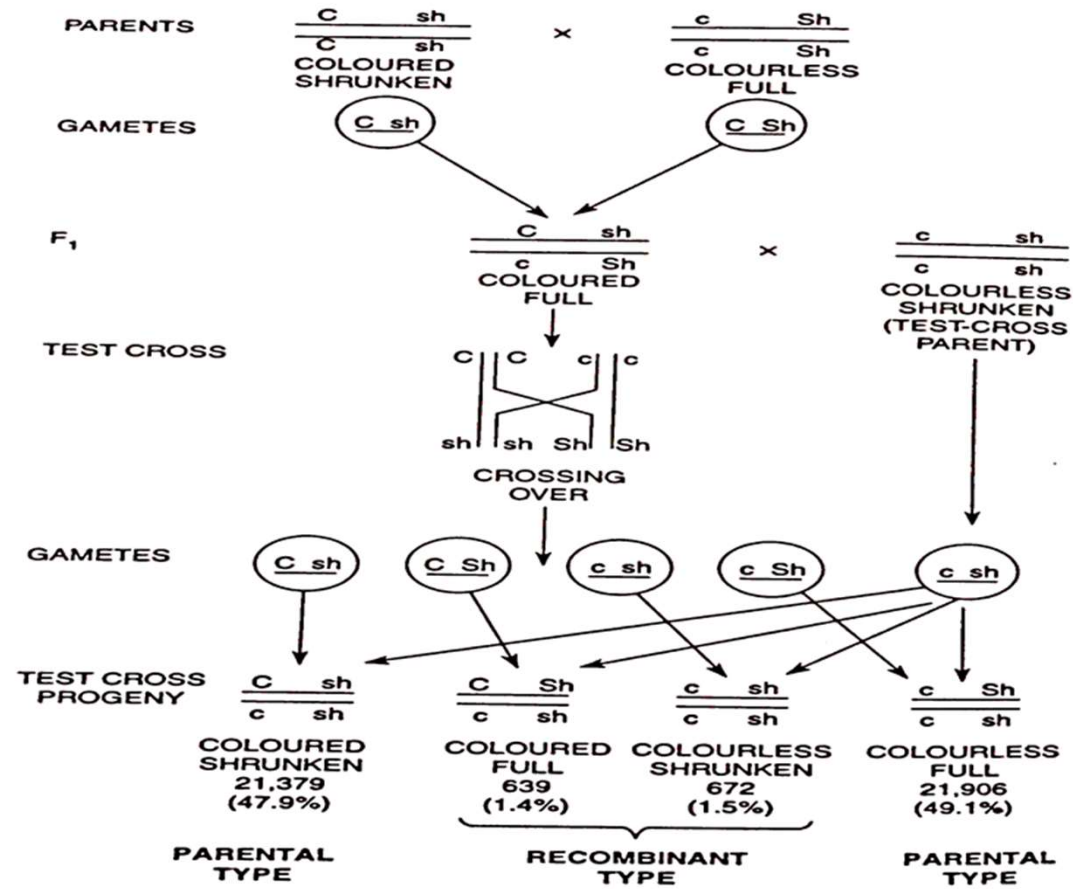 PARENTS
C sh
C sh
COLOURED
SHRUNKEN
×
c Sh
c Sh
COLOURLESS
FULL
GAMETES
C sh
C Sh
F1
C sh
c Sh
COLOURED
FULL
×
c sh
c sh
COLOURLESS
SHRUNKEN
(TEST-CROSS
PARENT)
TEST CROSS
C C c c
sh sh Sh Sh
CROSSING
OVER
GAMETES
C sh
C Sh
c sh
c Sh
c sh
TEST CROSS
PROGENY
C sh
c sh
COLOURED
SHRUNKEN
21,379
(47.9%)
C Sh
c sh
COLOURED
FULL
639
(1.4%)
c sh
c sh
COLOURLESS
SHRUNKEN
672
(1.5%)
c Sh
c sh
COLOURLESS
FULL
21,906
(49.1%)
PARENTAL
TYPE
RECOMBINANT
TYPE
PARENTAL
TYPE